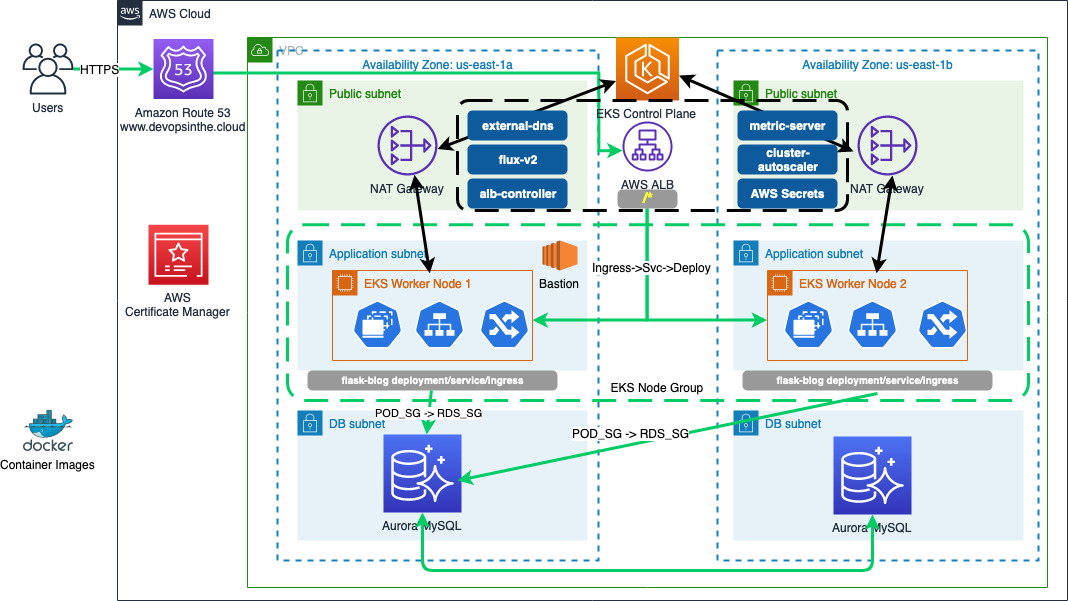 aws
AWS Cloud
VPC
Availability Zone: us-east-1a
Availability Zone: us-east-1b
HTTPS
53
Users
Amazon Route 53
www.devopsinthe.cloud
Public subnet
K
EKS Control Plane
Public subnet
external-dns
flux-v2
alb-controller
metric-server
cluster-
autoscaler
AWS Secrets
NAT Gateway
AWS ALB
/*
NAT Gateway
Application subnet
Bastion
Ingress->Svc->Deploy
Application subnet
EKS Worker Node 1
EKS Worker Node 2
AWS
Certificate Manager
flask-blog deployment/service/ingress
EKS Node Group
flask-blog deployment/service/ingress
POD_SG -> RDS_SG
DB subnet
POD_SG -> RDS_SG
DB subnet
docker
Container Images
Aurora MySQL
Aurora MySQL